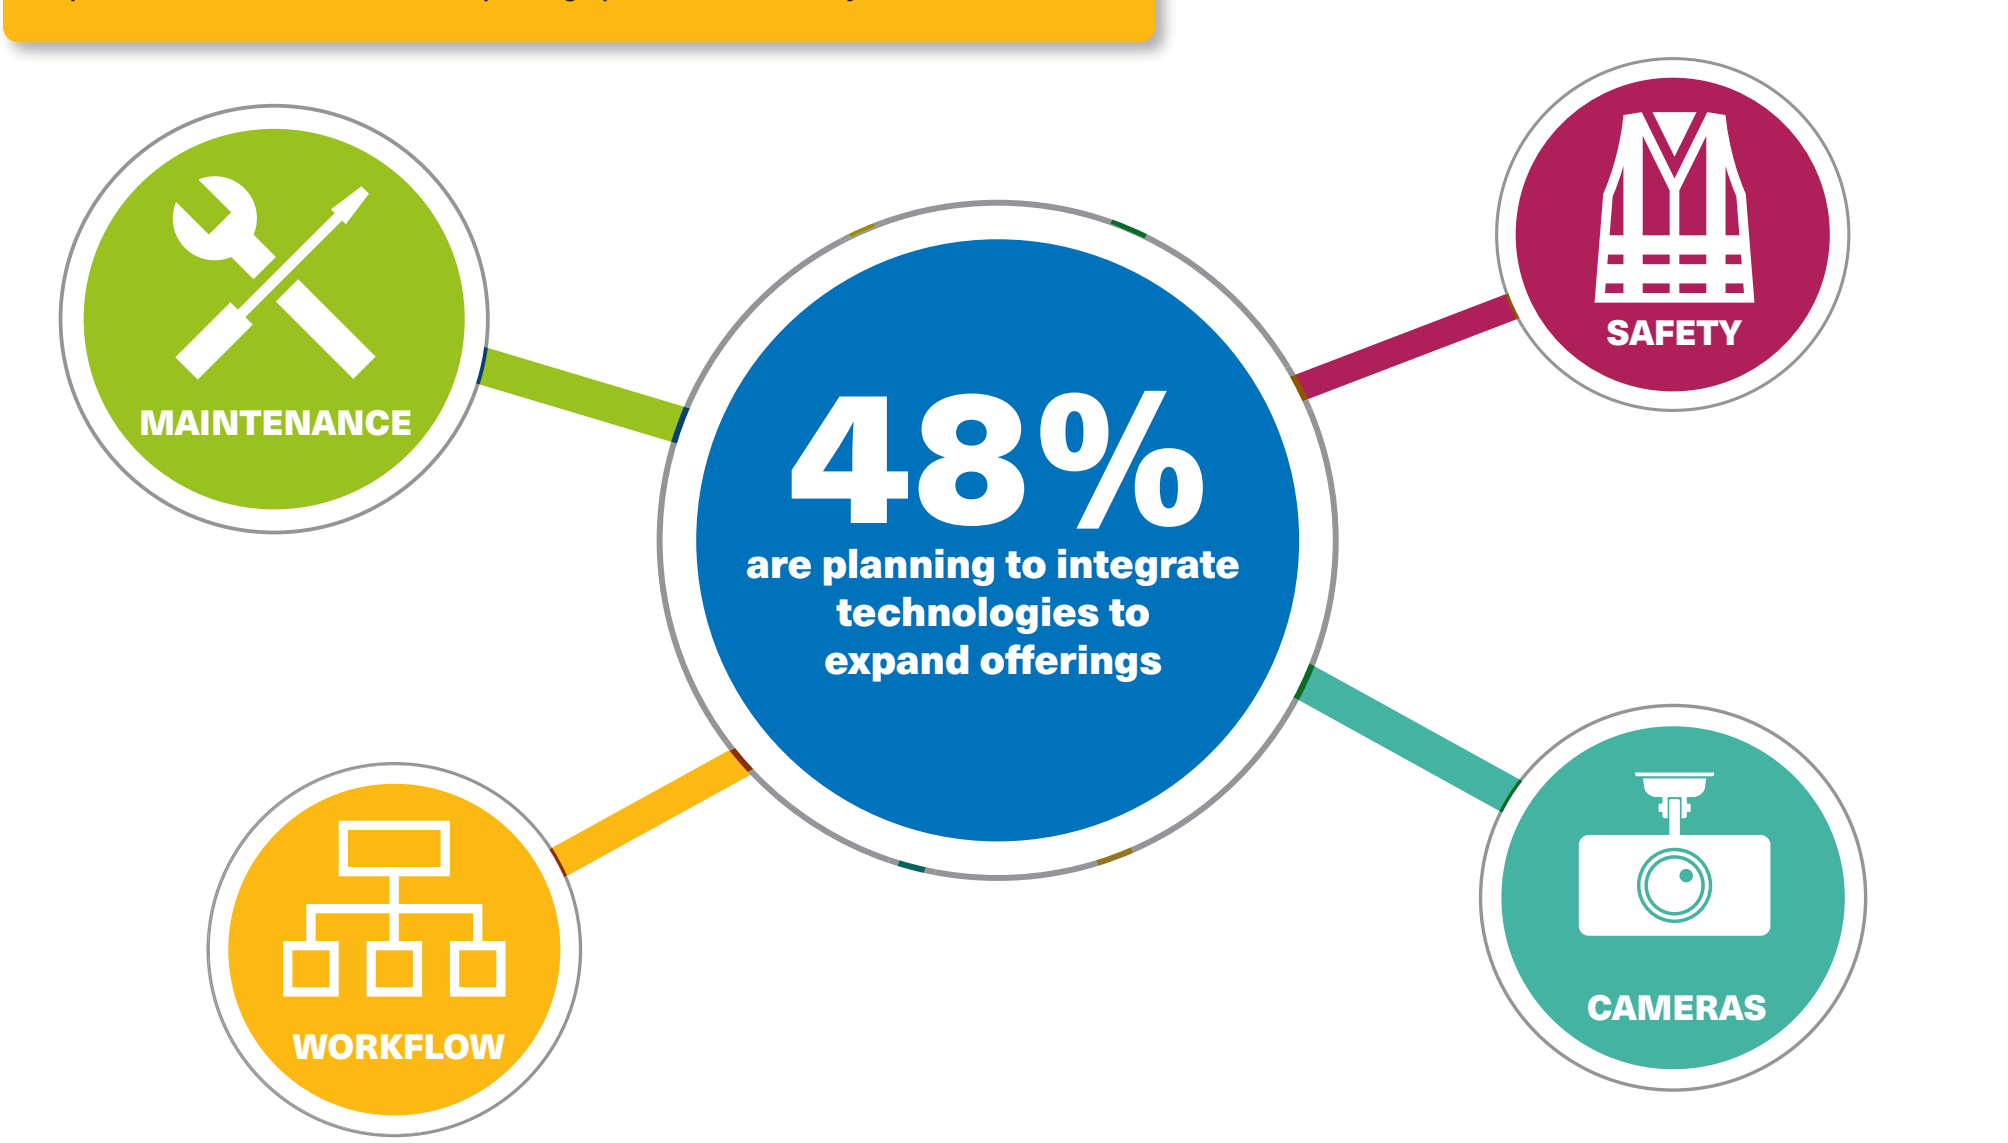 MAINTENANCE
SAFETY
48%
are planning to integrate
technologies to
expand offerings
WORKFLOW
CAMERAS